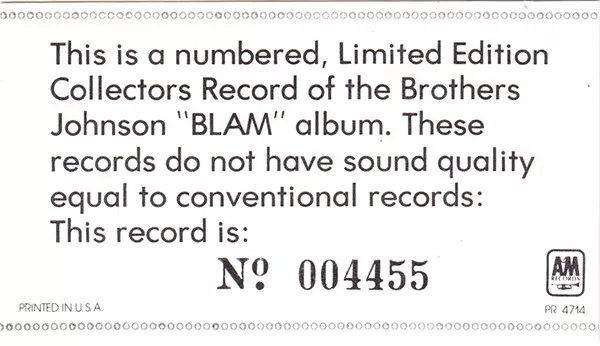 This is a numbered, Limited Edition
Collectors Record of the Brothers
Johnson "BLAM" album. These
records do not have sound quality
equal to conventional records:
This record is:
Nº 004455
A&M
RECORDS
PRINTED IN U.S.A.
PR 4714